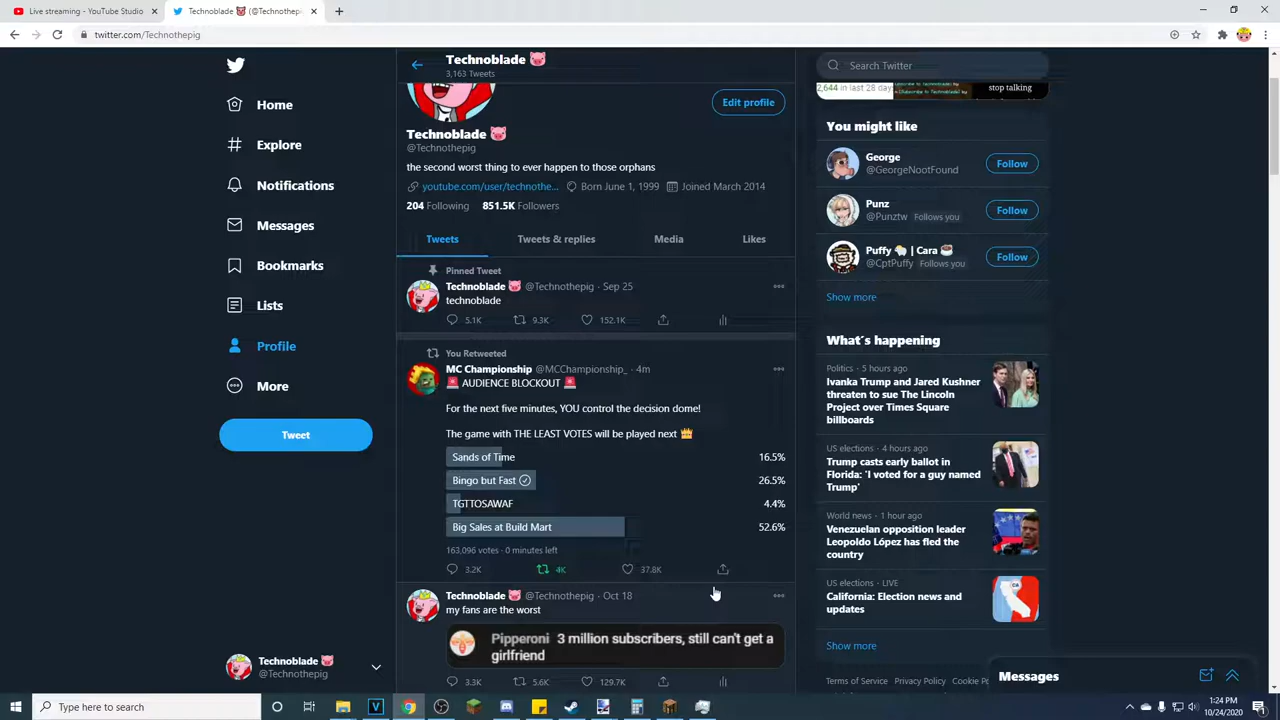 Live streaming - YouTube Studio
Technoblade 🐷 (@Technothepi
twitter.com/Technothepig
Home
Explore
Notifications
Messages
Bookmarks
Lists
Profile
More
Tweet
Technoblade 🐷
@Technothepig
Technoblade 🐷
3,163 Tweets
Edit profile
Technoblade 🐷
@Technothepig
the second worst thing to ever happen to those orphans
youtube.com/user/technothe... Born June 1, 1999 Joined March 2014
204 Following 851.5K Followers
Tweets Tweets & replies Media Likes
Pinned Tweet
Technoblade 🐷 @Technothepig · Sep 25
technoblade
5.1K 9.3K 152.1K
You Retweeted
MC Championship @MCChampionship_ · 4m
🚨 AUDIENCE BLOCKOUT 🚨
For the next five minutes, YOU control the decision dome!
The game with THE LEAST VOTES will be played next 👑
Sands of Time 16.5%
Bingo but Fast 26.5%
TGTTOSAWAF 4.4%
Big Sales at Build Mart 52.6%
163,096 votes · 0 minutes left
3.2K 4K 37.8K
Technoblade 🐷 @Technothepig · Oct 18
my fans are the worst
Pipperoni 3 million subscribers, still can't get a
girlfriend
3.3K 5.6K 129.7K
Search Twitter
2,644 in last 28 day
stop talking
You might like
George
@GeorgeNootFound
Follow
Punz
@Punztw Follows you
Follow
Puffy 🐑 | Cara ☕
@CptPuffy Follows you
Follow
Show more
What's happening
Politics · 5 hours ago
Ivanka Trump and Jared Kushner
threaten to sue The Lincoln
Project over Times Square
billboards
US elections · 4 hours ago
Trump casts early ballot in
Florida: 'I voted for a guy named
Trump'
World news · 1 hour ago
Venezuelan opposition leader
Leopoldo López has fled the
country
US elections · LIVE
California: Election news and
updates
Show more
Terms of Service Privacy Policy Cookie Po
Messages
Type here to search
1:24 PM
10/24/2020